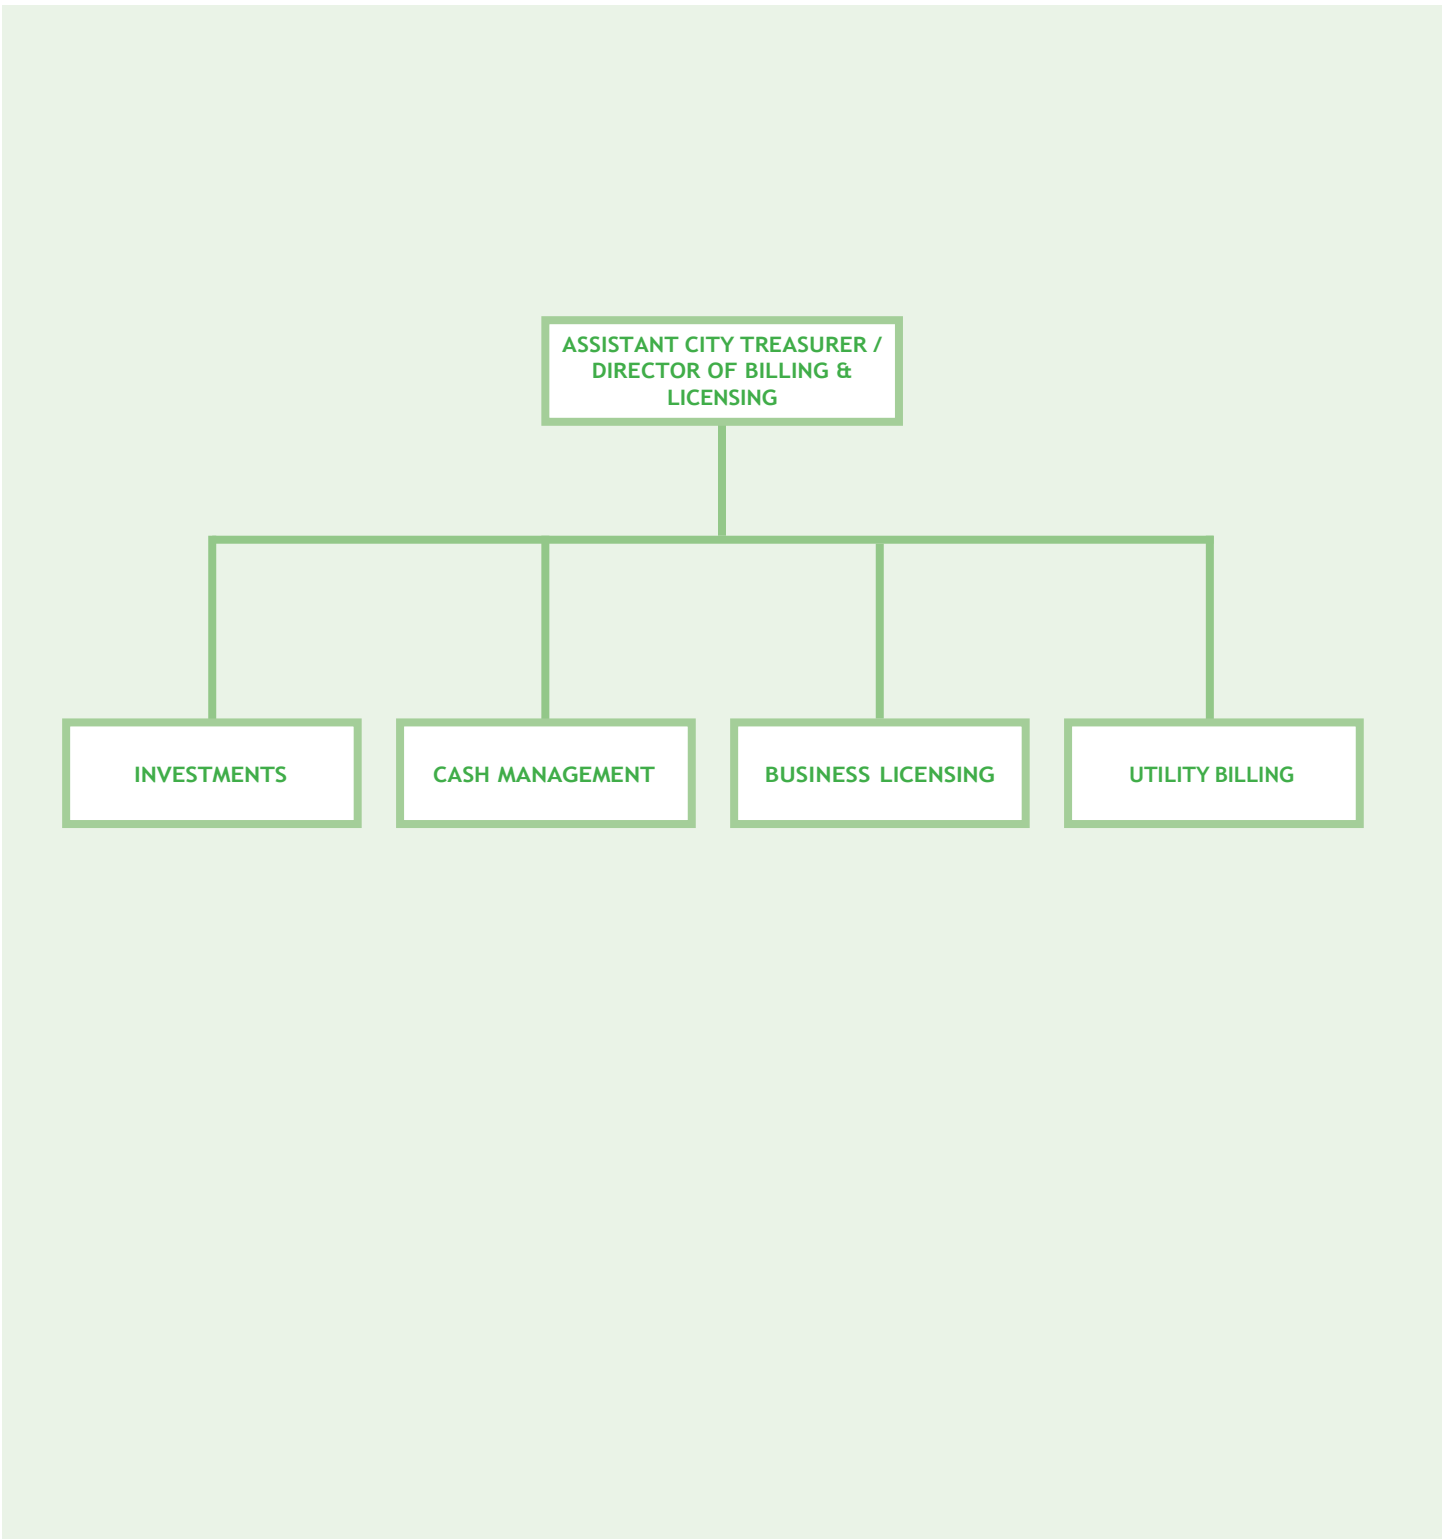 ASSISTANT CITY TREASURER /
DIRECTOR OF BILLING &
LICENSING
INVESTMENTS
CASH MANAGEMENT
BUSINESS LICENSING
UTILITY BILLING